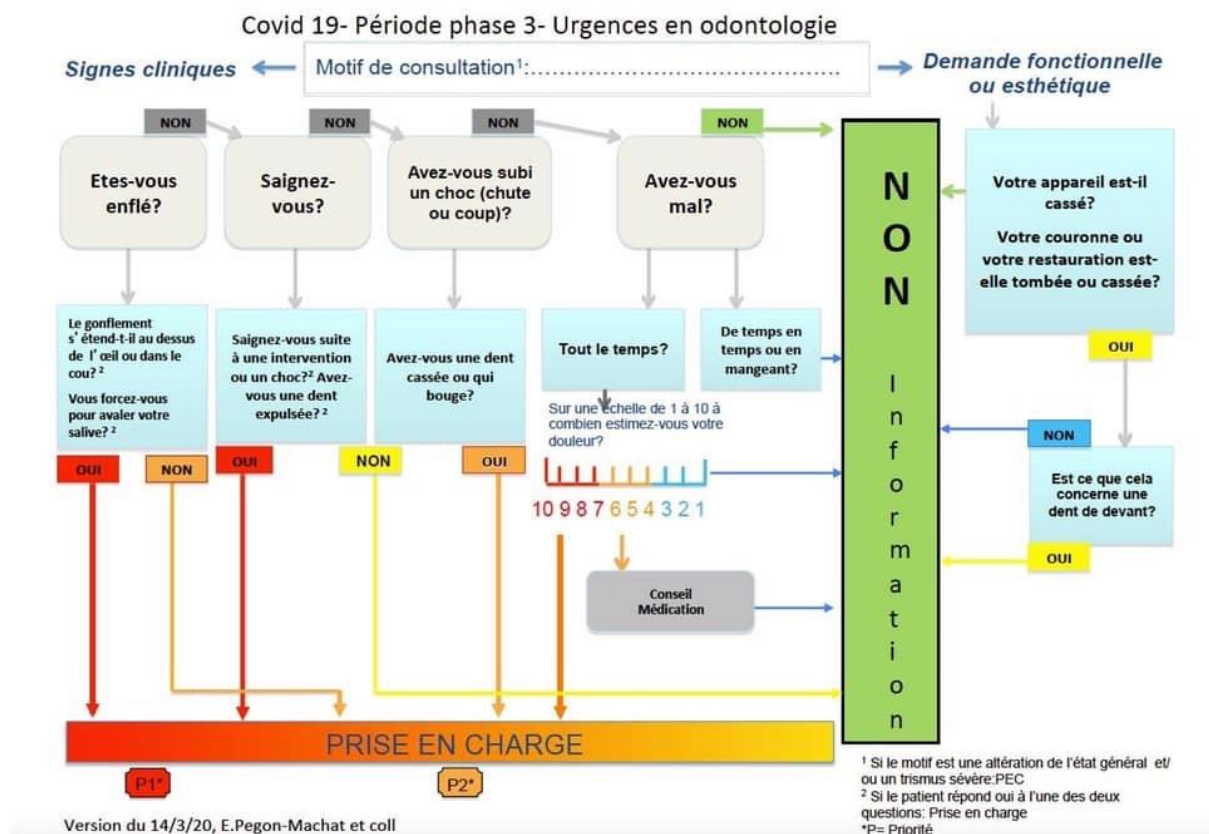 Covid 19- Période phase 3- Urgences en odontologie
Signes cliniques
Motif de consultation¹:......................................................
Demande fonctionnelle
ou esthétique
NON
NON
NON
NON
Etes-vous
enflé?
Saignez-
vous?
Avez-vous subi
un choc (chute
ou coup)?
Avez-vous
mal?
Votre appareil est-il
cassé?
Votre couronne ou
votre restauration est-
elle tombée ou cassée?
OUI
Le gonflement
s'étend-t-il au dessus
de l'œil ou dans le
cou? ²
Vous forcez-vous
pour avaler votre
salive? ²
Saignez-vous suite
à une intervention
ou un choc?² Avez-
vous une dent
expulsée? ²
Avez-vous une dent
cassée ou qui
bouge?
Tout le temps?
De temps en
temps ou en
mangeant?
Sur une échelle de 1 à 10 à
combien estimez-vous votre
douleur?
10 9 8 7 6 5 4 3 2 1
OUI
NON
OUI
NON
OUI
Conseil
Médication
NON
Information
NON
Est ce que cela
concerne une
dent de devant?
OUI
PRISE EN CHARGE
P1*
P2*
¹ Si le motif est une altération de l'état général et/
ou un trismus sévère:PEC
² Si le patient répond oui à l'une des deux
questions: Prise en charge
*P= Priorité
Version du 14/3/20, E.Pegon-Machat et coll